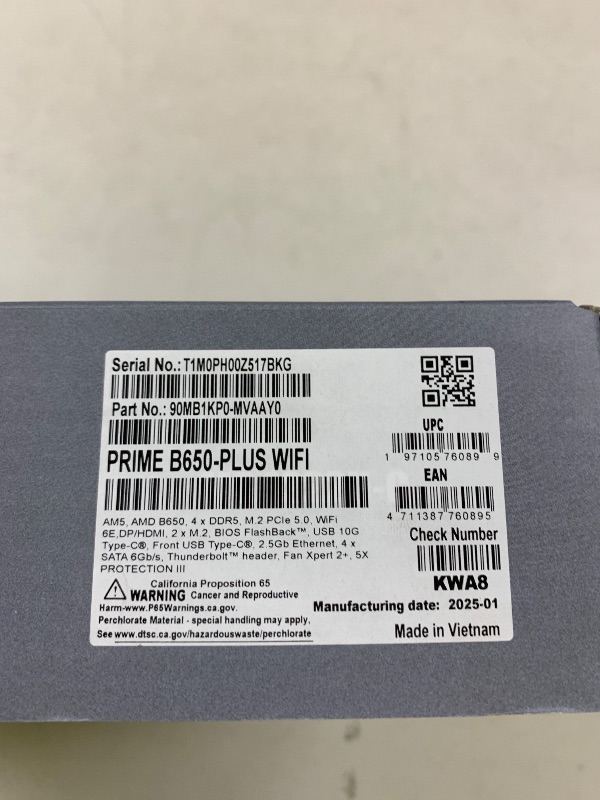 Serial No.: T1M0PH00Z517BKG
Part No.: 90MB1KP0-MVAAY0
PRIME B650-PLUS WIFI
AM5, AMD B650, 4 x DDR5, M.2 PCIe 5.0, WiFi
6E,DP/HDMI, 2 x M.2, BIOS FlashBack™, USB 10G
Type-C®, Front USB Type-C®, 2.5Gb Ethernet, 4 x
SATA 6Gb/s, Thunderbolt™ header, Fan Xpert 2+, 5X
PROTECTION III
California Proposition 65
WARNING Cancer and Reproductive
Harm-www.P65Warnings.ca.gov.
Perchlorate Material - special handling may apply,
See www.dtsc.ca.gov/hazardouswaste/perchlorate
UPC
1 97105 76089 9
EAN
4 711387 760895
Check Number
KWA8
Manufacturing date: 2025-01
Made in Vietnam